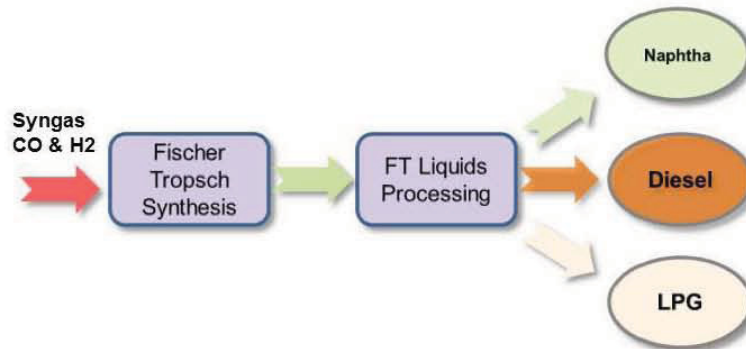 Naphtha
Syngas
CO & H2
Fischer
Tropsch
Synthesis
FT Liquids
Processing
Diesel
LPG